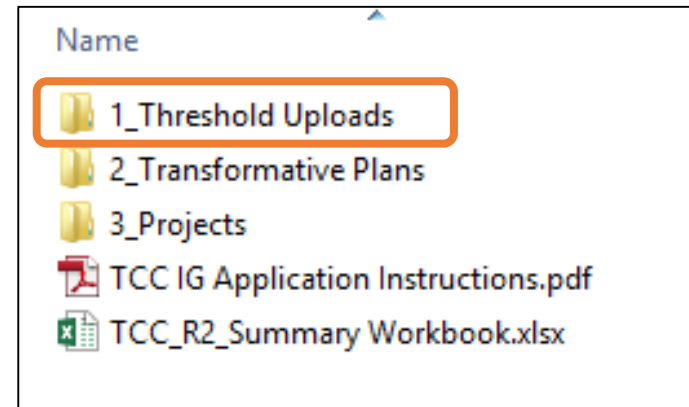 Name
1_Threshold Uploads
2_Transformative Plans
3_Projects
TCC IG Application Instructions.pdf
TCC_R2_Summary Workbook.xlsx